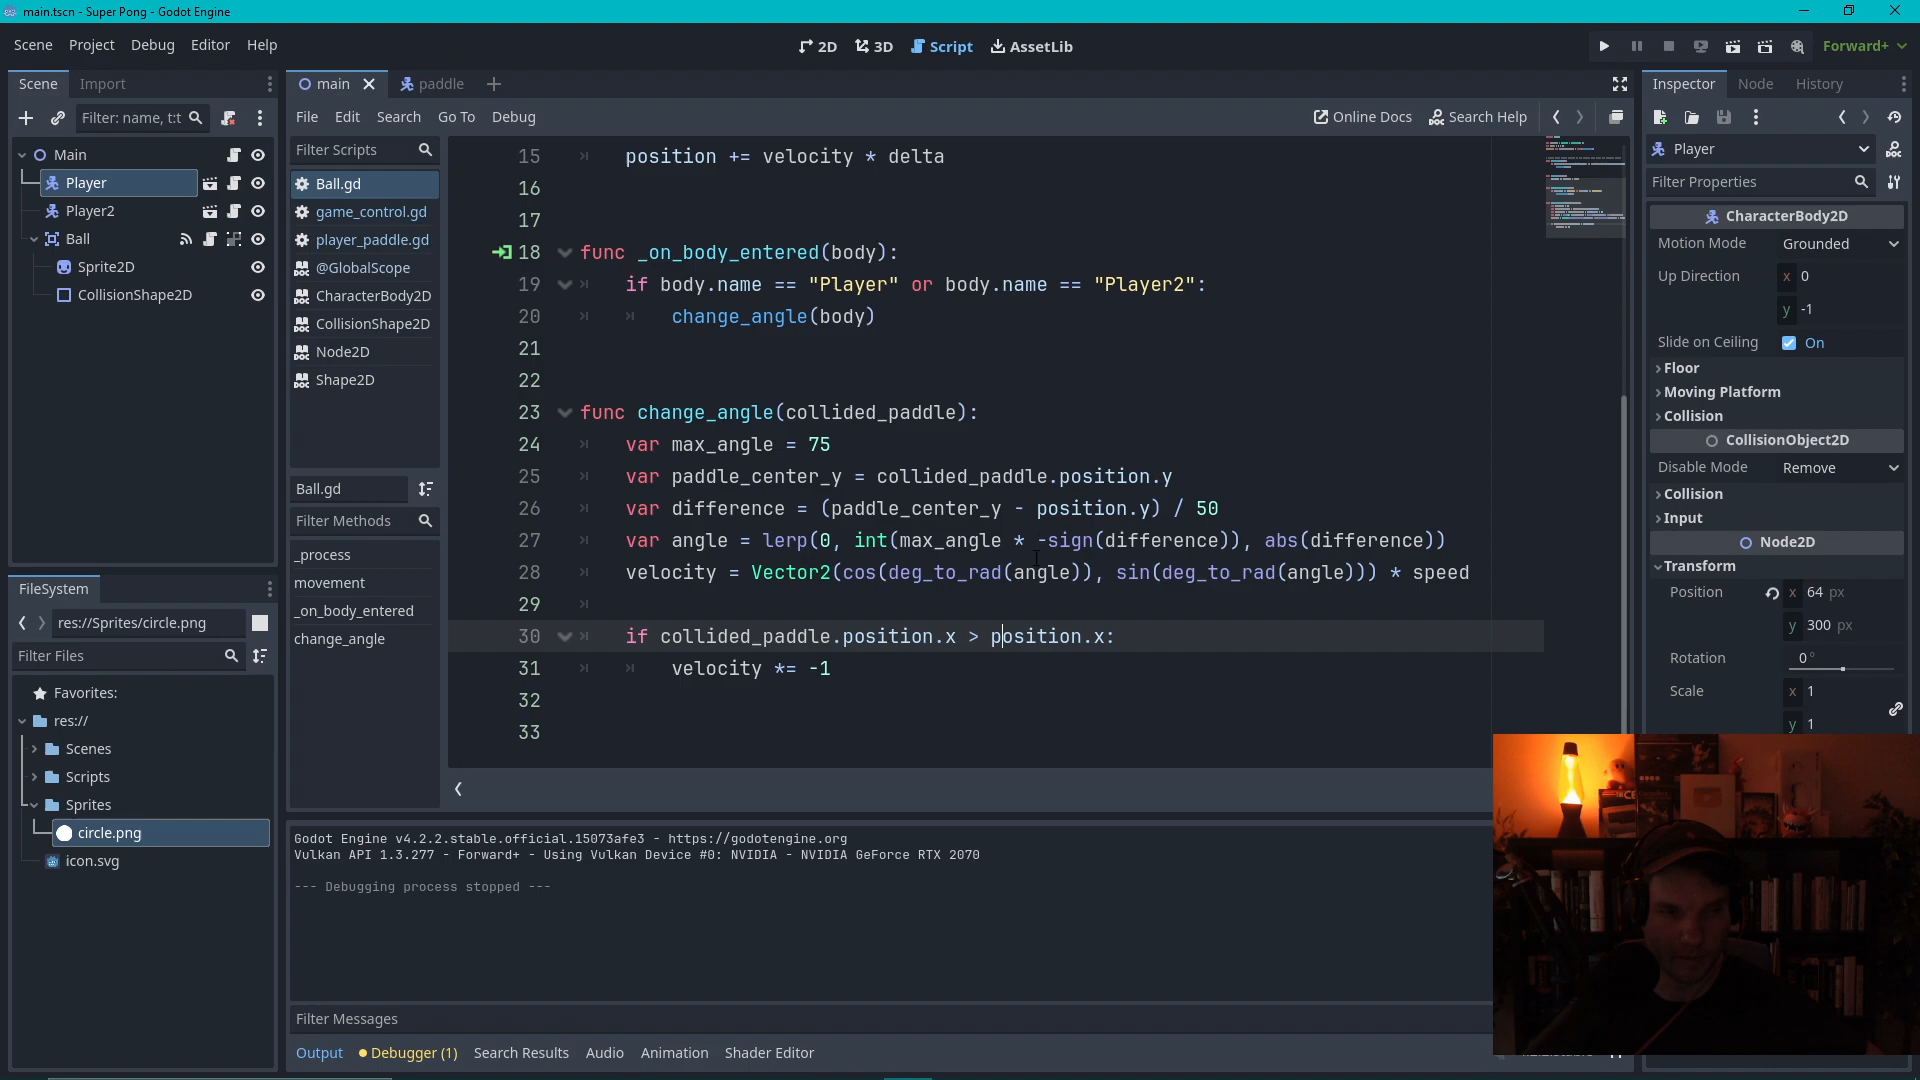 main.tscn - Super Pong - Godot Engine
Scene Project Debug Editor Help
2D 3D Script AssetLib
Forward+
Scene Import
Filter: name, t:t
Main
Player
Player2
Ball
Sprite2D
CollisionShape2D
FileSystem
res://Sprites/circle.png
Filter Files
Favorites:
res://
Scenes
Scripts
Sprites
circle.png
icon.svg
main paddle
File Edit Search Go To Debug
Online Docs Search Help
Filter Scripts
Ball.gd
game_control.gd
player_paddle.gd
@GlobalScope
CharacterBody2D
CollisionShape2D
Node2D
Shape2D
Ball.gd
Filter Methods
_process
movement
_on_body_entered
change_angle
15 position += velocity * delta
16
17
18 func _on_body_entered(body):
19 if body.name == "Player" or body.name == "Player2":
20 change_angle(body)
21
22
23 func change_angle(collided_paddle):
24 var max_angle = 75
25 var paddle_center_y = collided_paddle.position.y
26 var difference = (paddle_center_y - position.y) / 50
27 var angle = lerp(0, int(max_angle * -sign(difference)), abs(difference))
28 velocity = Vector2(cos(deg_to_rad(angle)), sin(deg_to_rad(angle))) * speed
29
30 if collided_paddle.position.x > position.x:
31 velocity *= -1
32
33
Godot Engine v4.2.2.stable.official.15073afe3 - https://godotengine.org
Vulkan API 1.3.277 - Forward+ - Using Vulkan Device #0: NVIDIA - NVIDIA GeForce RTX 2070
--- Debugging process stopped ---
Filter Messages
Output Debugger (1) Search Results Audio Animation Shader Editor
Inspector Node History
Player
Filter Properties
CharacterBody2D
Motion Mode Grounded
Up Direction x 0
y -1
Slide on Ceiling On
Floor
Moving Platform
Collision
CollisionObject2D
Disable Mode Remove
Collision
Input
Node2D
Transform
Position x 64 px
y 300 px
Rotation 0 °
Scale x 1
y 1